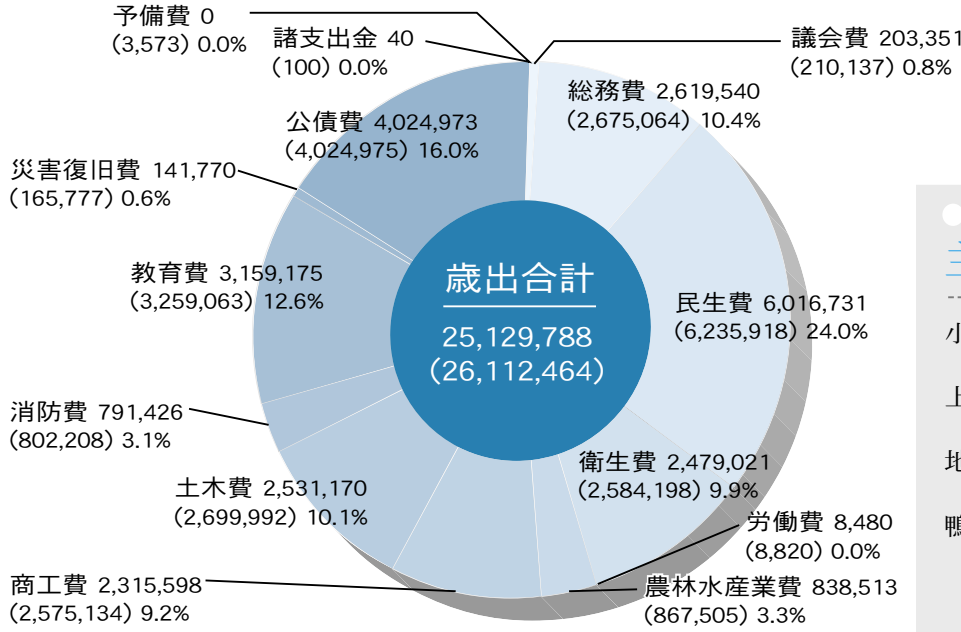 予備費 0
(3,573) 0.0%
諸支出金 40
(100) 0.0%
議会費 203,351
(210,137) 0.8%
総務費 2,619,540
(2,675,064) 10.4%
公債費 4,024,973
(4,024,975) 16.0%
災害復旧費 141,770
(165,777) 0.6%
教育費 3,159,175
(3,259,063) 12.6%
歳出合計
25,129,788
(26,112,464)
民生費 6,016,731
(6,235,918) 24.0%
消防費 791,426
(802,208) 3.1%
衛生費 2,479,021
(2,584,198) 9.9%
土木費 2,531,170
(2,699,992) 10.1%
労働費 8,480
(8,820) 0.0%
商工費 2,315,598
(2,575,134) 9.2%
農林水産業費 838,513
(867,505) 3.3%
小
上
地
鴨